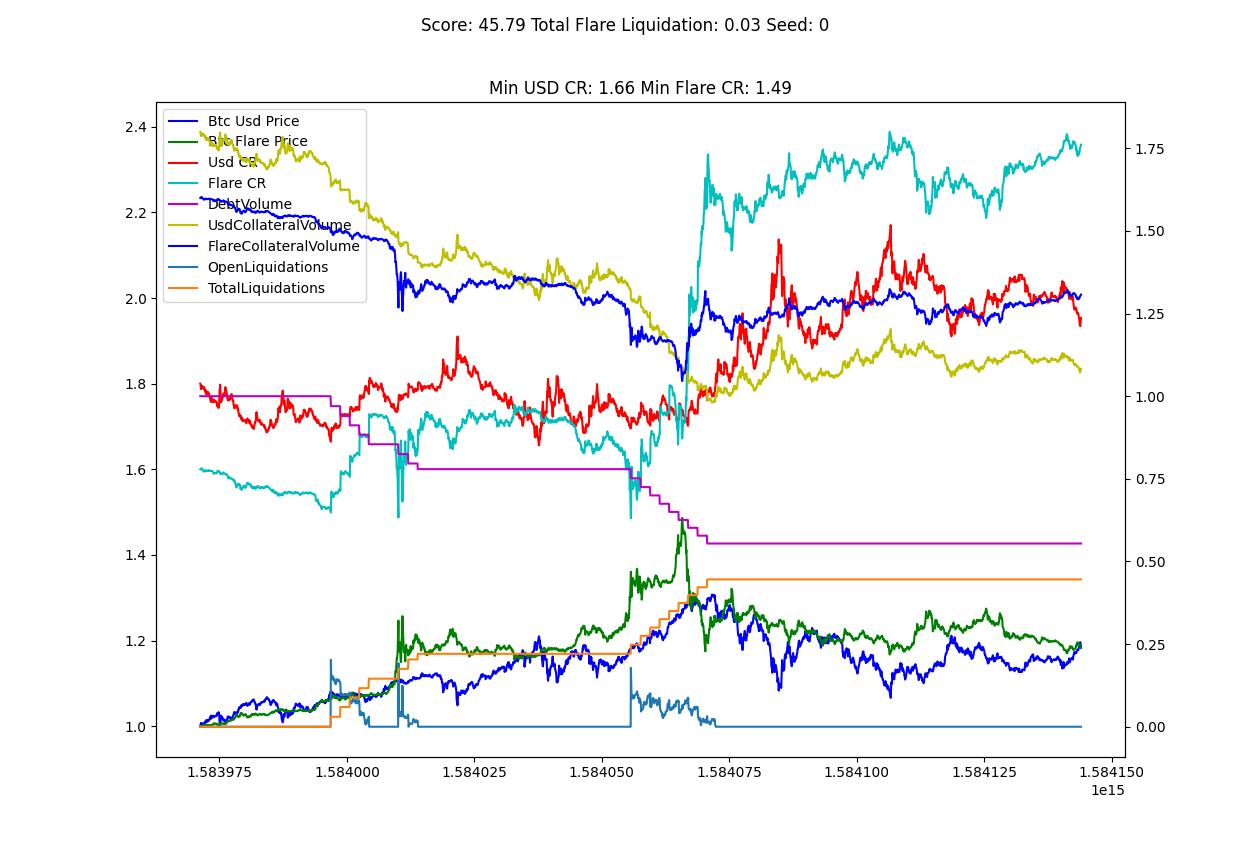 Score: 45.79 Total Flare Liquidation: 0.03 Seed: 0
Min USD CR: 1.66 Min Flare CR: 1.49
Btc Usd Price
Btc Flare Price
Usd CR
Flare CR
DebtVolume
UsdCollateralVolume
FlareCollateralVolume
OpenLiquidations
TotalLiquidations
2.4
2.2
2.0
1.8
1.6
1.4
1.2
1.0
1.75
1.50
1.25
1.00
0.75
0.50
0.25
0.00
1.583975 1.584000 1.584025 1.584050 1.584075 1.584100 1.584125 1.584150
1e15